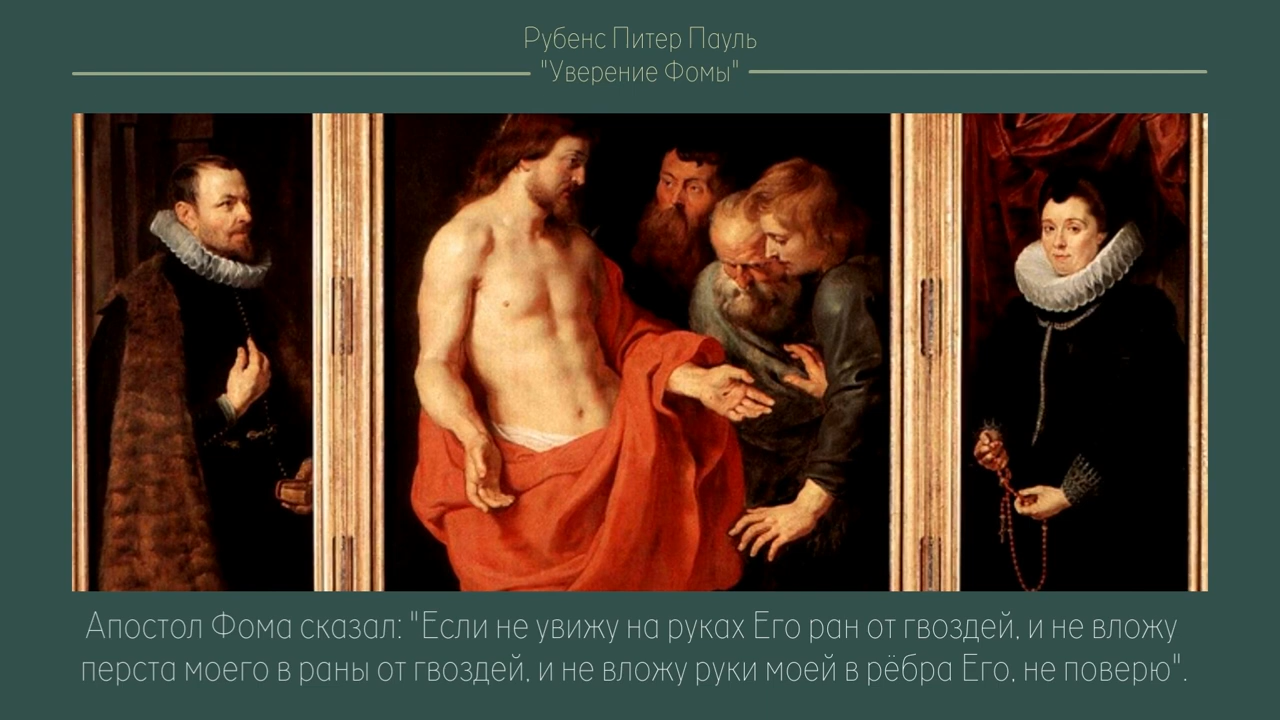 Рубенс Питер Пауль
"Уверение Фомы"
Апостол Фома сказал: "Если не увижу на руках Его ран от гвоздей, и не вложу
перста моего в раны от гвоздей, и не вложу руки моей в рёбра Его, не поверю".